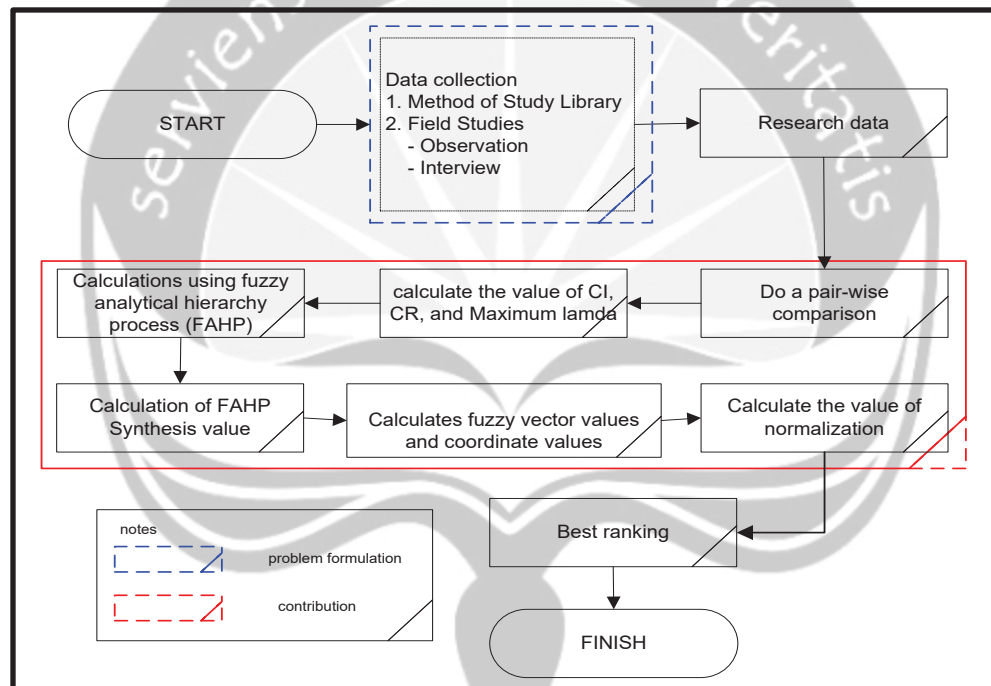 serviens
veritatis
START
Data collection
1. Method of Study Library
2. Field Studies
- Observation
- Interview
Research data
Calculations using fuzzy
analytical hierarchy
process (FAHP)
calculate the value of CI,
CR, and Maximum lamda
Do a pair-wise
comparison
Calculation of FAHP
Synthesis value
Calculates fuzzy vector values
and coordinate values
Calculate the value of
normalization
Best ranking
notes
problem formulation
contribution
FINISH